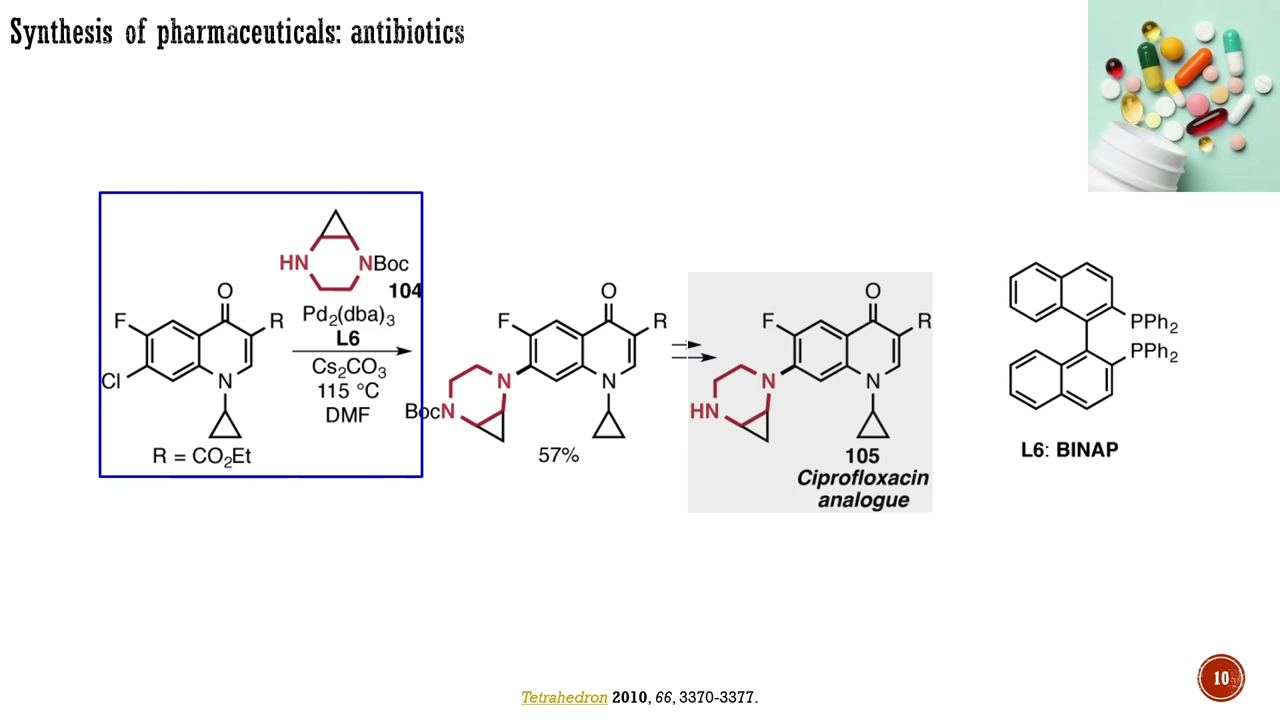 Synthesis of pharmaceuticals: antibiotics
HN
NBoc
104
Pd2(dba)3
L6
Cs2CO3
115 °C
DMF
O
F
R
Cl
N
R = CO2Et
O
F
R
N
BocN
N
57%
O
F
R
N
HN
N
105
Ciprofloxacin
analogue
PPh2
PPh2
L6: BINAP
Tetrahedron 2010, 66, 3370-3377.
10